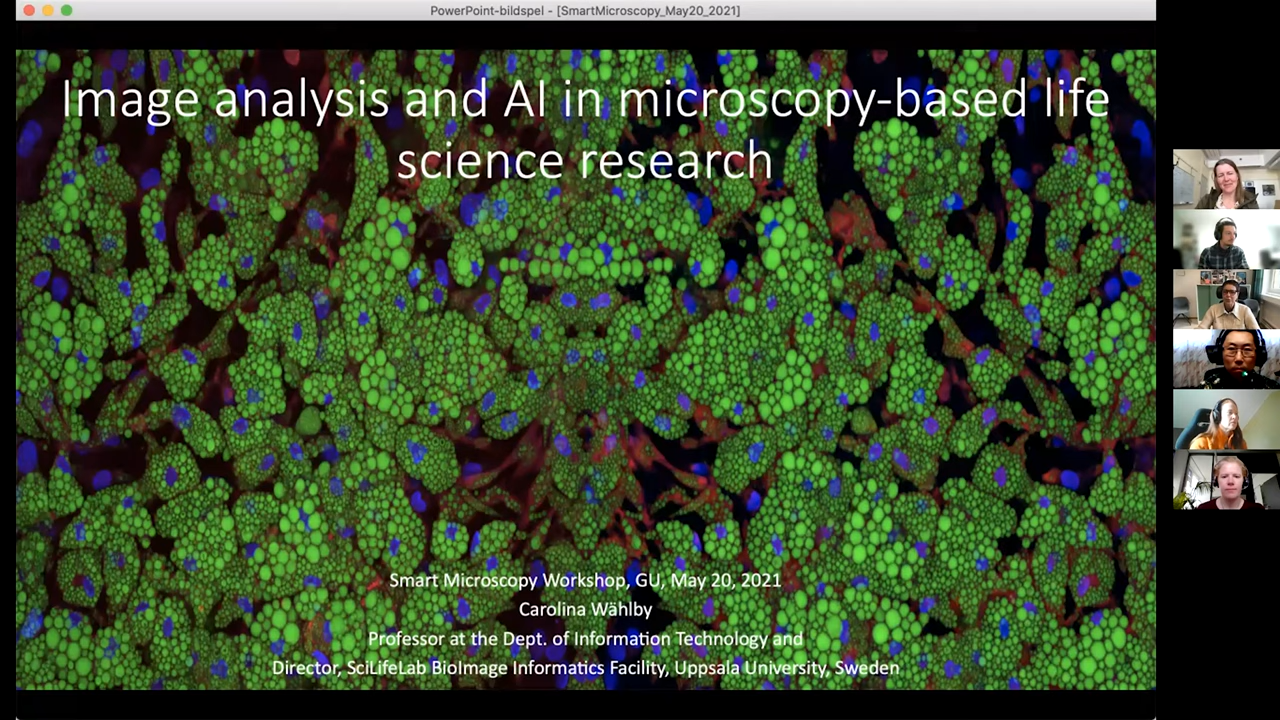 PowerPoint-bildspel - [SmartMicroscopy_May20_2021]
Image analysis and AI in microscopy-based life
science research
Smart Microscopy Workshop, GU, May 20, 2021
Carolina Wählby
Professor at the Dept. of Information Technology and
Director, SciLifeLab BioImage Informatics Facility, Uppsala University, Sweden